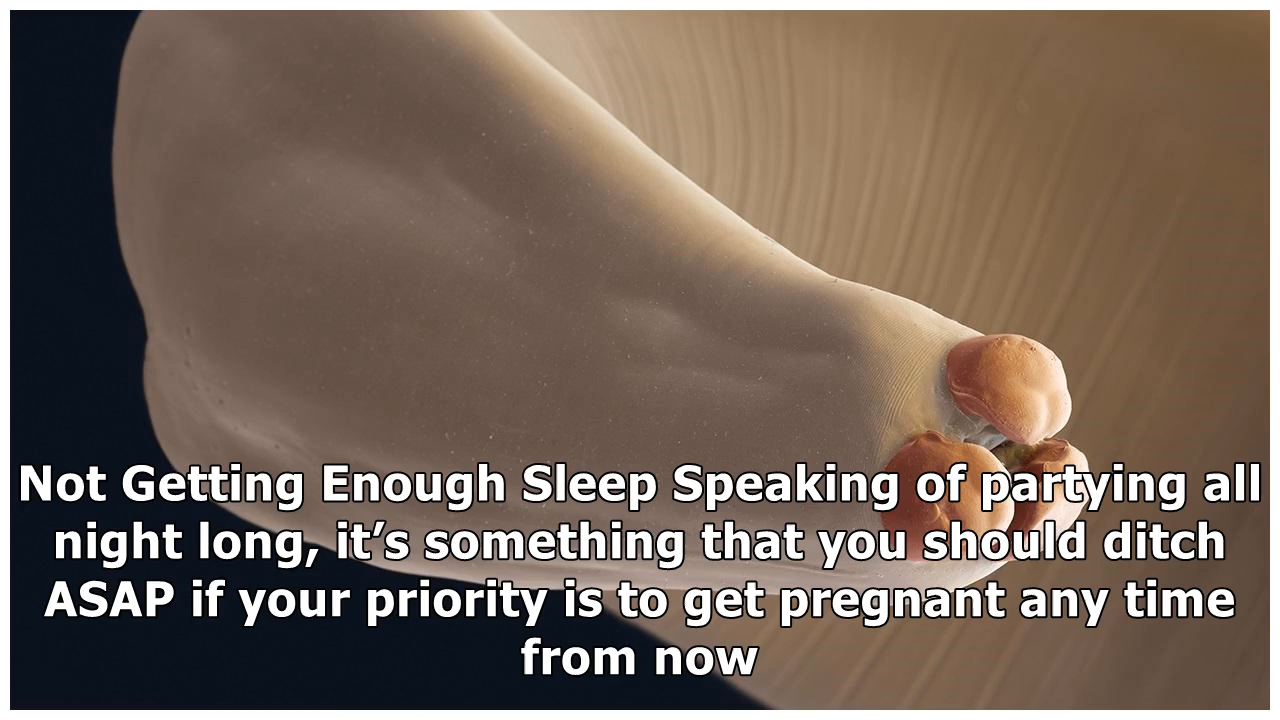 Not Getting Enough Sleep Speaking of partying all
night long, it’s something that you should ditch
ASAP if your priority is to get pregnant any time
from now